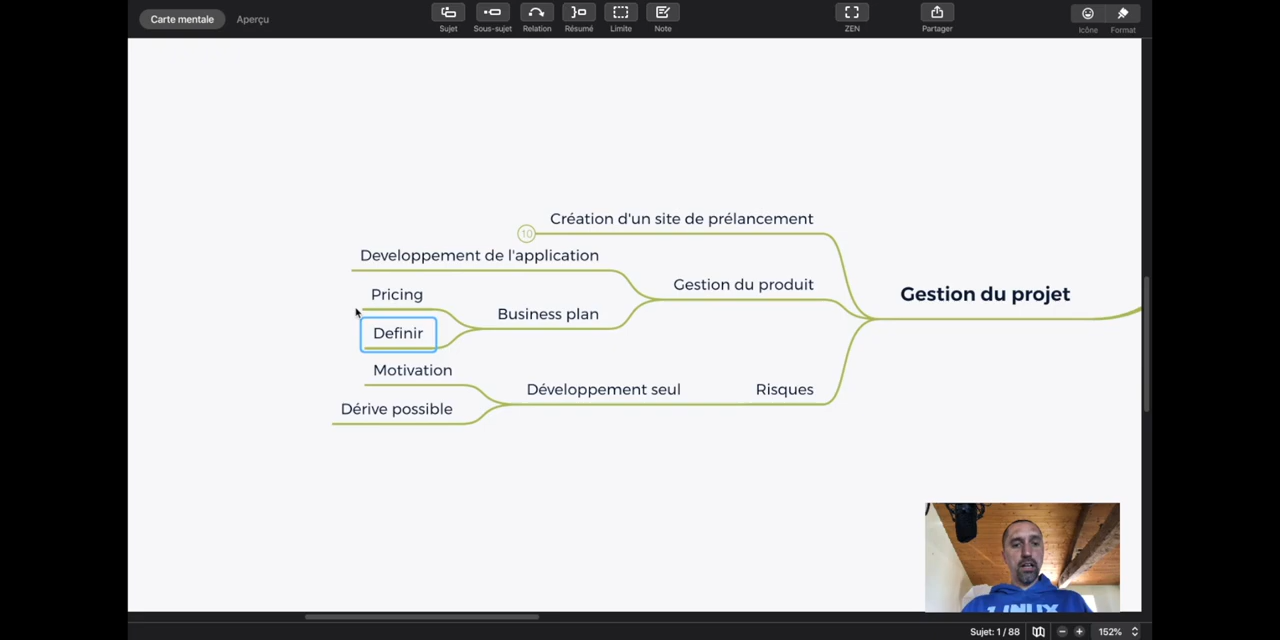 Carte mentale
Aperçu
Sujet
Sous-sujet
Relation
Résumé
Limite
Note
ZEN
Partager
Icône
Format
Création d'un site de prélancement
10
Developpement de l'application
Gestion du produit
Pricing
Business plan
Definir
Gestion du projet
Motivation
Développement seul
Risques
Dérive possible
LINUX
Sujet: 1 / 88
152%